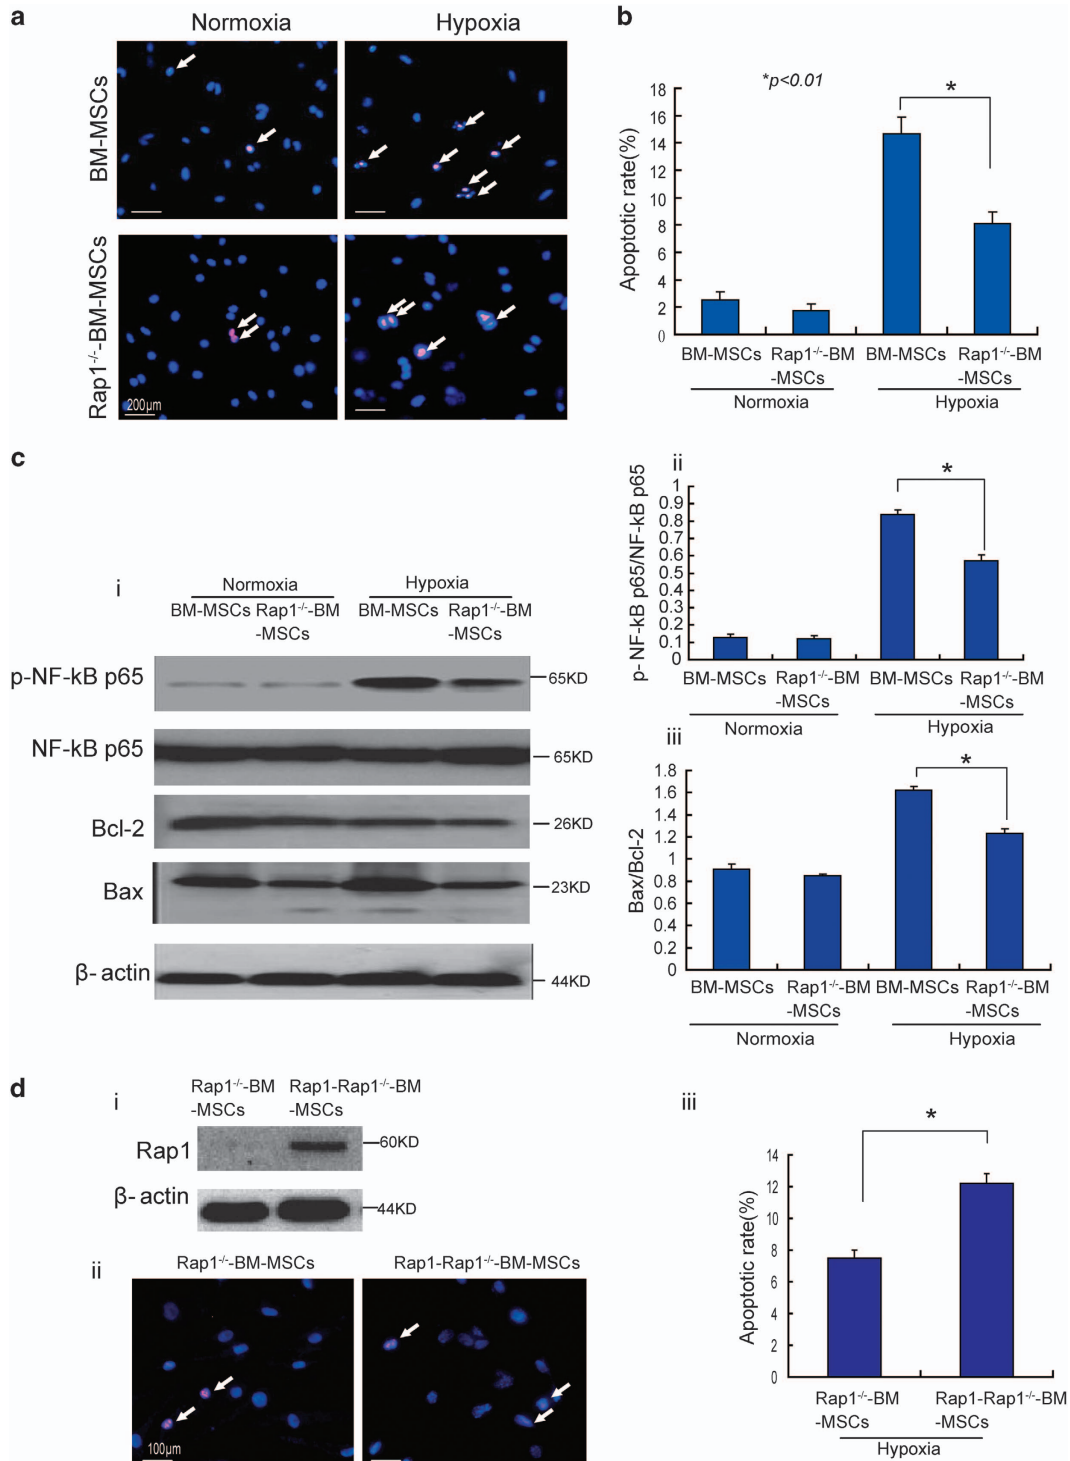 a
Normoxia
Hypoxia
BM-MSCs
Rap1-/--BM-MSCs
200µm
b
*p<0.01
*
Apoptotic rate(%)
18
16
14
12
10
8
6
4
2
0
BM-MSCs Rap1-/--BM BM-MSCs Rap1-/--BM
-MSCs -MSCs
Normoxia Hypoxia
c
i
Normoxia Hypoxia
BM-MSCs Rap1-/--BM BM-MSCs Rap1-/--BM
-MSCs -MSCs
p-NF-kB p65
65KD
NF-kB p65
65KD
Bcl-2
26KD
Bax
23KD
β- actin
44KD
ii
*
p- NF-kB p65/NF-kB p65
1
0.9
0.8
0.7
0.6
0.5
0.4
0.3
0.2
0.1
0
BM-MSCs Rap1-/--BM BM-MSCs Rap1-/--BM
-MSCs -MSCs
Normoxia Hypoxia
iii
*
Bax/Bcl-2
1.8
1.6
1.4
1.2
1
0.8
0.6
0.4
0.2
0
BM-MSCs Rap1-/--BM BM-MSCs Rap1-/--BM
-MSCs -MSCs
Normoxia Hypoxia
d
i
Rap1-/--BM Rap1-Rap1-/--BM
-MSCs -MSCs
Rap1
60KD
β- actin
44KD
ii
Rap1-/--BM-MSCs
Rap1-Rap1-/--BM-MSCs
100µm
iii
*
Apoptotic rate(%)
14
12
10
8
6
4
2
0
Rap1-/--BM Rap1-Rap1-/--BM
-MSCs -MSCs
Hypoxia